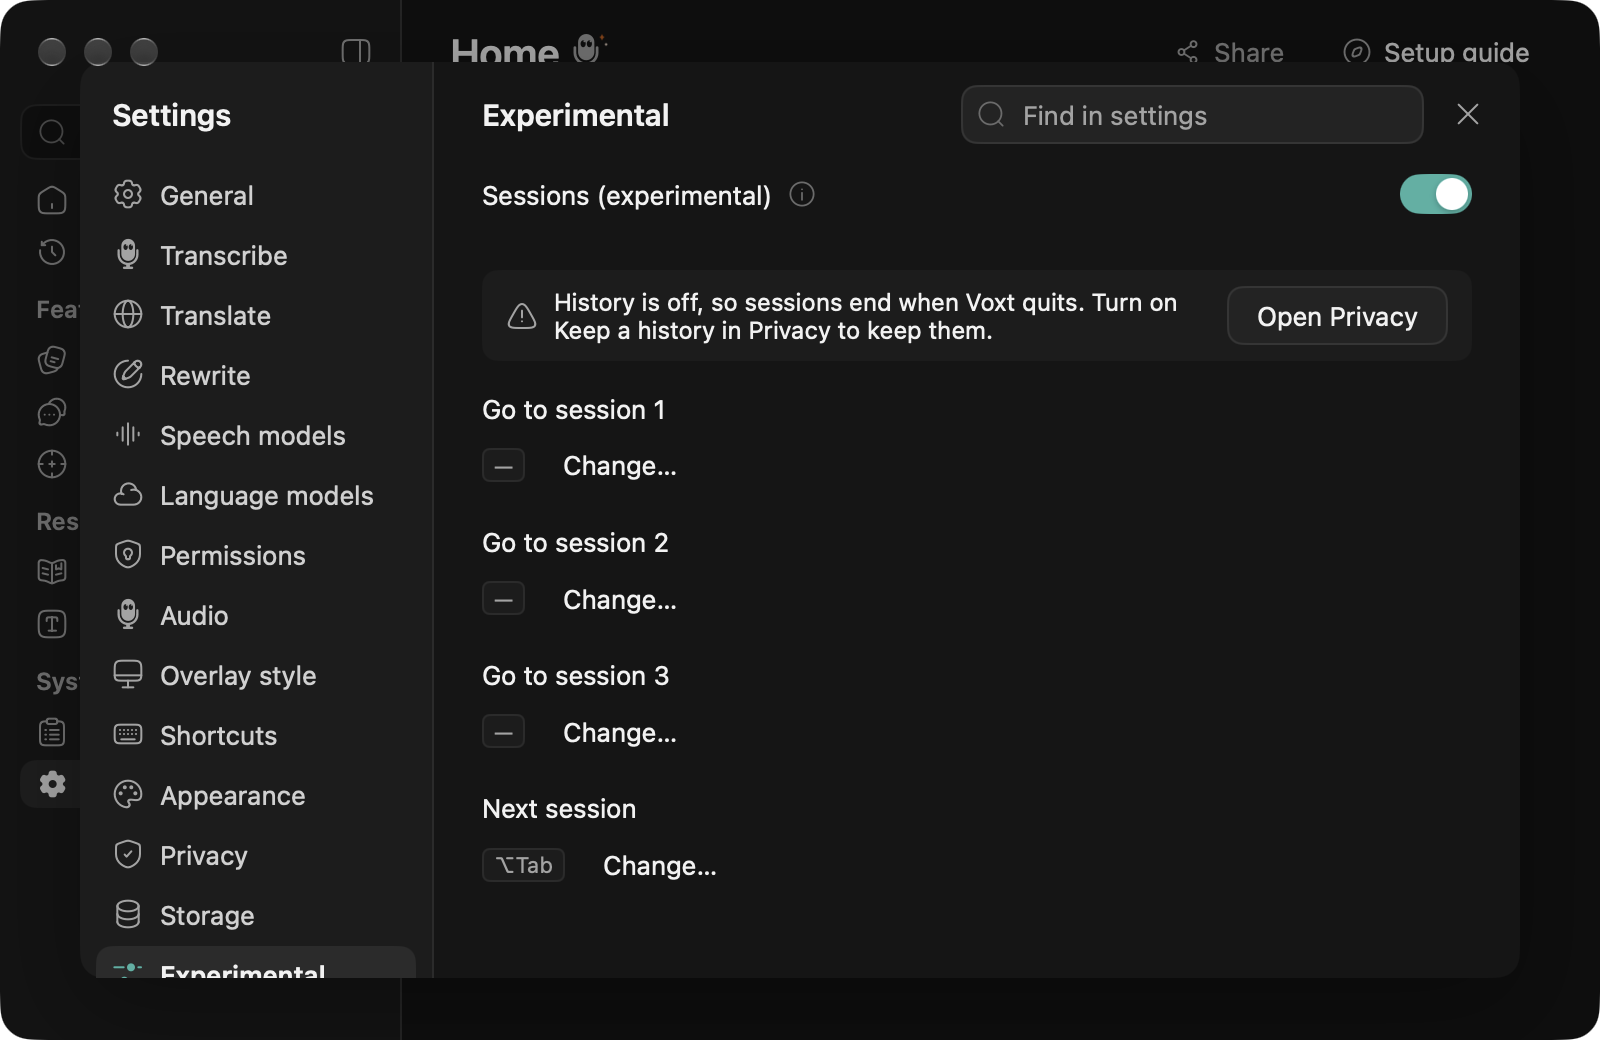 Home
Share
Setup guide
Settings
Experimental
Find in settings
General
Transcribe
Translate
Rewrite
Speech models
Language models
Permissions
Audio
Overlay style
Shortcuts
Appearance
Privacy
Storage
Experimental
Sessions (experimental)
History is off, so sessions end when Voxt quits. Turn on
Keep a history in Privacy to keep them.
Open Privacy
Go to session 1
— Change...
Go to session 2
— Change...
Go to session 3
— Change...
Next session
⌥Tab Change...